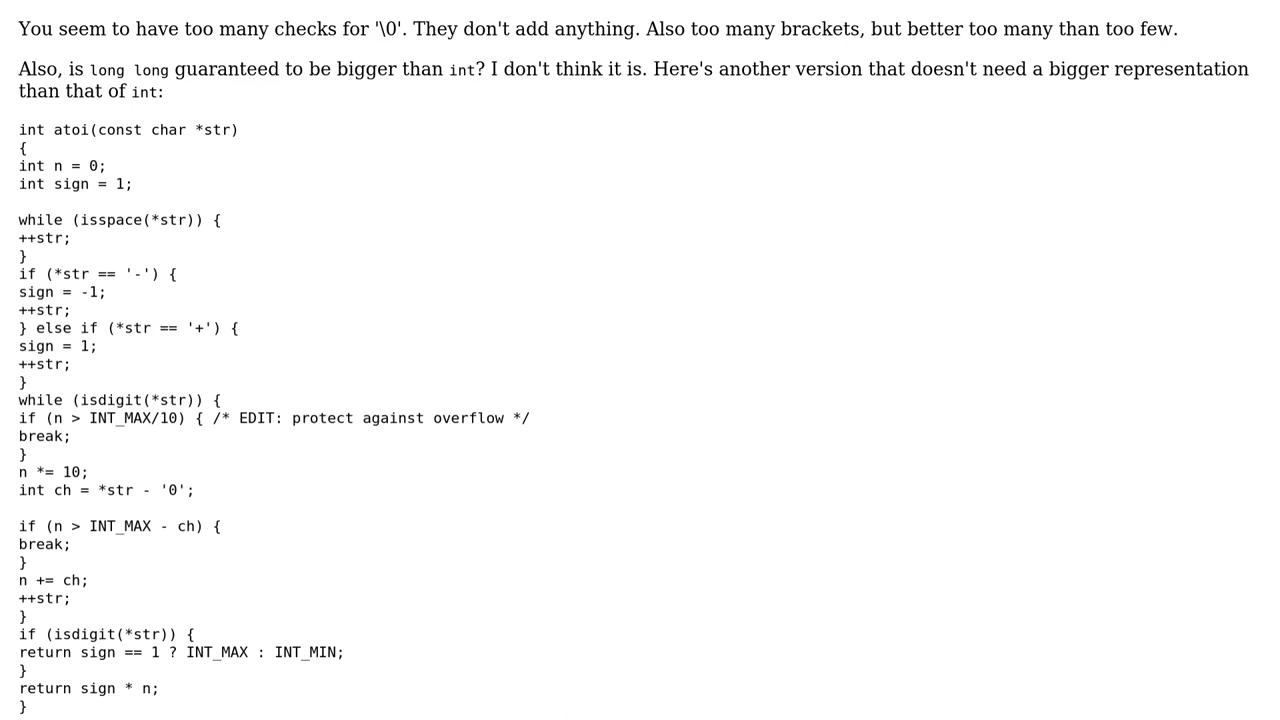 You seem to have too many checks for '\0'. They don't add anything. Also too many brackets, but better too many than too few.
Also, is long long guaranteed to be bigger than int? I don't think it is. Here's another version that doesn't need a bigger representation
than that of int:
int atoi(const char *str)
{
int n = 0;
int sign = 1;
while (isspace(*str)) {
++str;
}
if (*str == '-') {
sign = -1;
++str;
} else if (*str == '+') {
sign = 1;
++str;
}
while (isdigit(*str)) {
if (n > INT_MAX/10) { /* EDIT: protect against overflow */
break;
}
n *= 10;
int ch = *str - '0';
if (n > INT_MAX - ch) {
break;
}
n += ch;
++str;
}
if (isdigit(*str)) {
return sign == 1 ? INT_MAX : INT_MIN;
}
return sign * n;
}